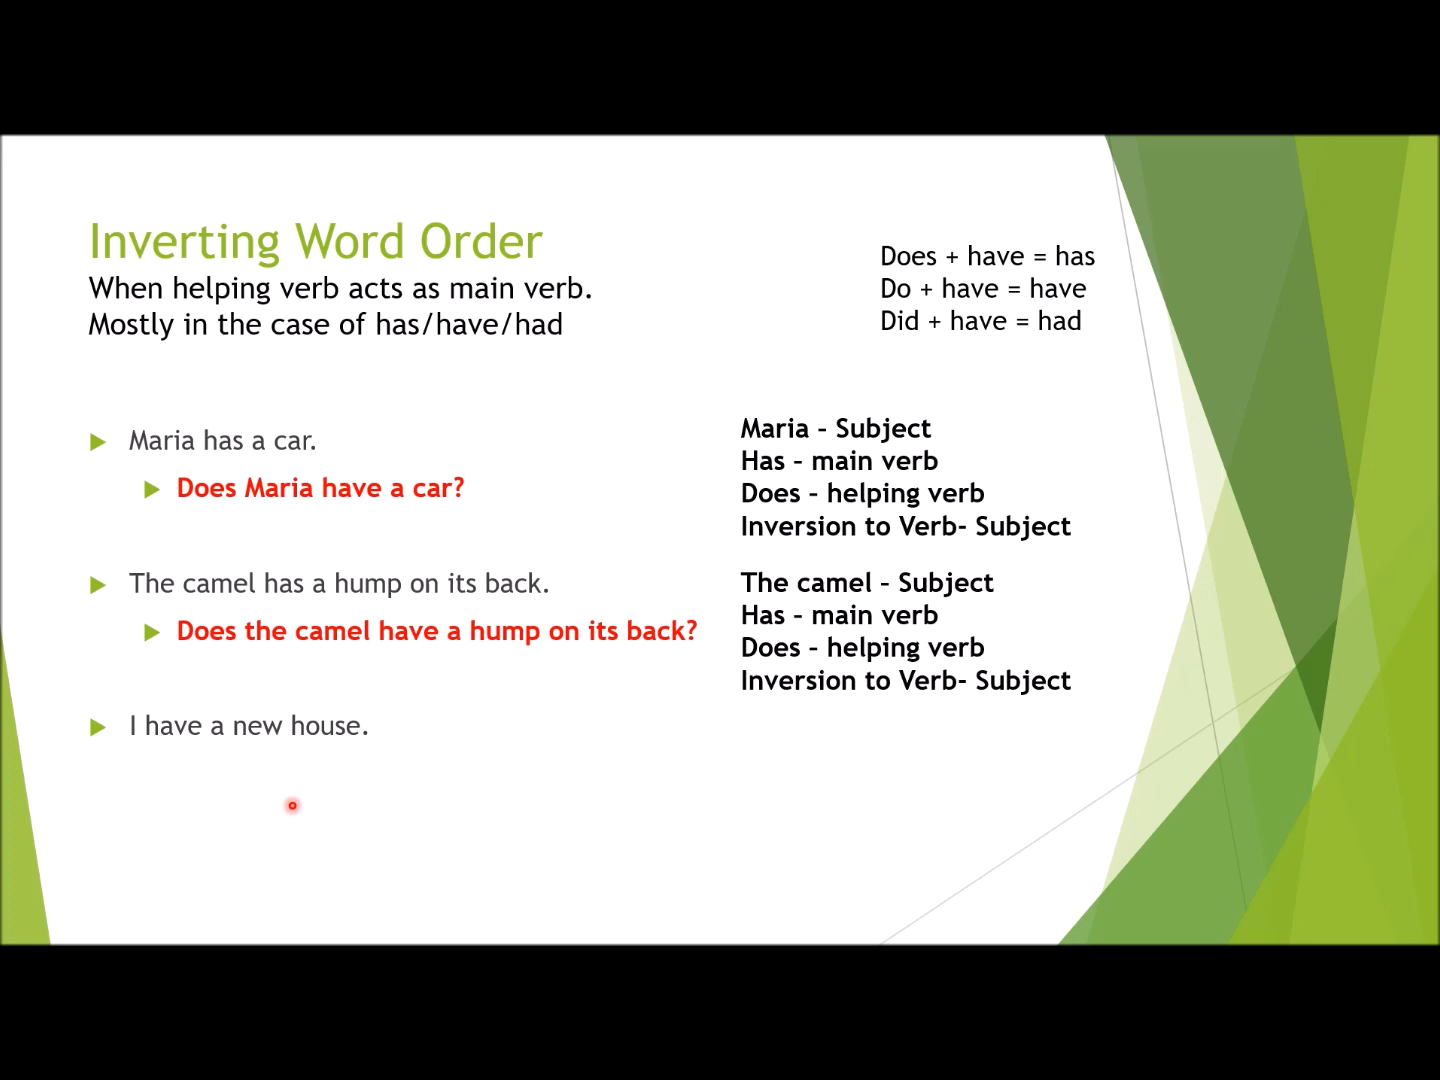 Inverting Word Order
When helping verb acts as main verb.
Mostly in the case of has/have/had
Does + have = has
Do + have = have
Did + have = had
Maria has a car.
Does Maria have a car?
Maria – Subject
Has – main verb
Does – helping verb
Inversion to Verb- Subject
The camel has a hump on its back.
Does the camel have a hump on its back?
The camel – Subject
Has – main verb
Does – helping verb
Inversion to Verb- Subject
I have a new house.